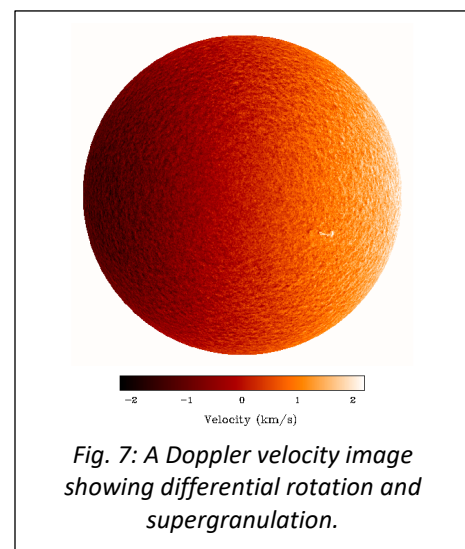 -2 -1 0 1 2
Velocity (km/s)
Fig. 7: A Doppler velocity image
showing differential rotation and
supergranulation.